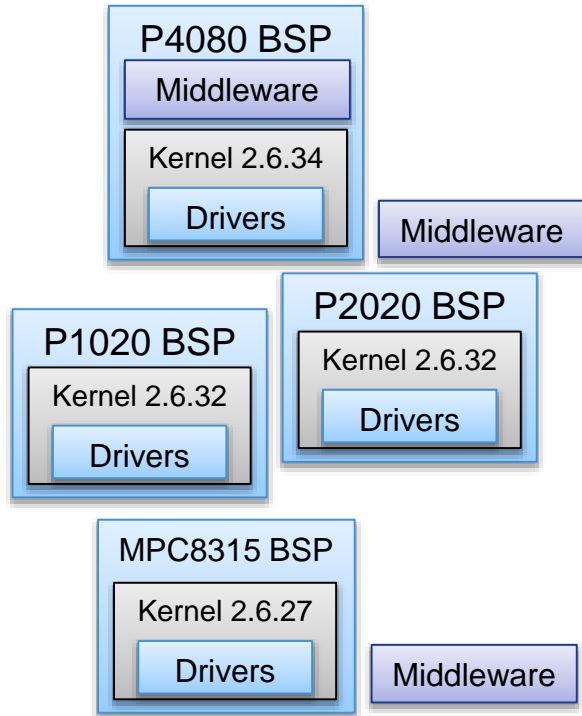 P4080 BSP
Middleware
Kernel 2.6.34
Drivers
Middleware
P2020 BSP
Kernel 2.6.32
Drivers
P1020 BSP
Kernel 2.6.32
Drivers
MPC8315 BSP
Kernel 2.6.27
Drivers
Middleware